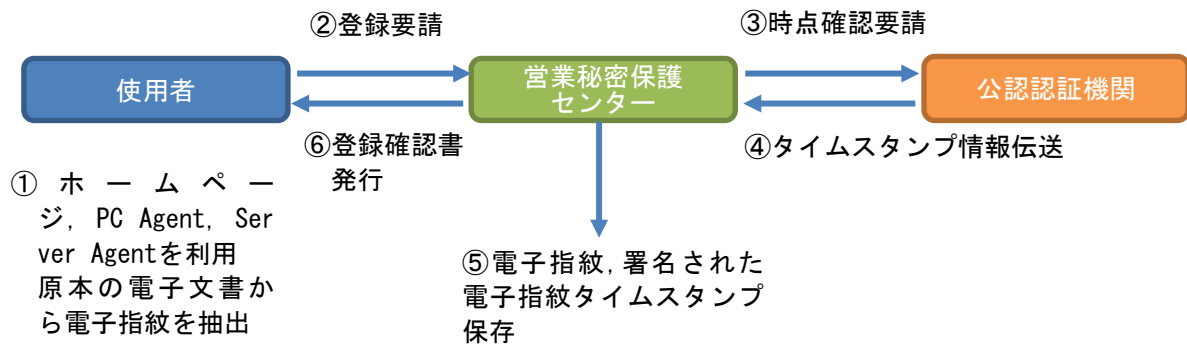 ②登録要請
③時点確認要請
使用者
営業秘密保護
センター
公認認証機関
⑥登録確認書
発行
④タイムスタンプ情報伝送
① ホームペー
ジ, PC Agent, Ser
ver Agentを利用
原本の電子文書か
ら電子指紋を抽出
⑤電子指紋,署名された
電子指紋タイムスタンプ
保存